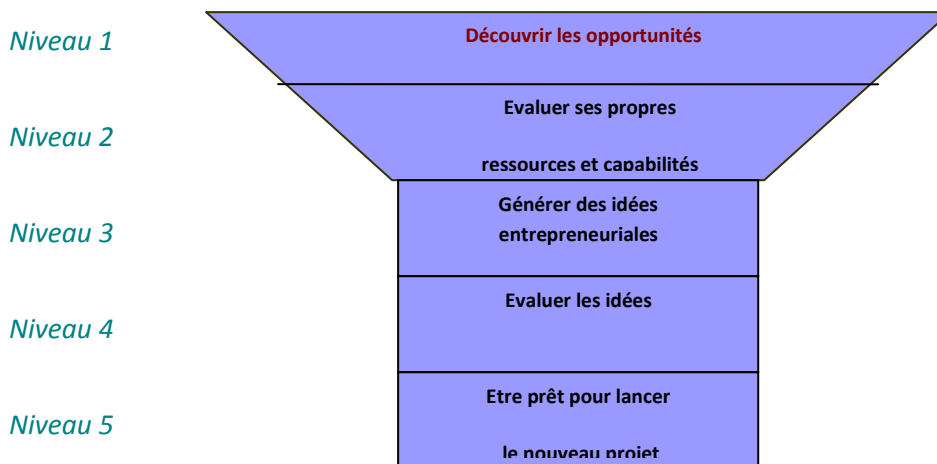 Niveau 1
Découvrir les opportunités
Niveau 2
Evaluer ses propres
ressources et capabilités
Niveau 3
Générer des idées
entrepreneuriales
Niveau 4
Evaluer les idées
Niveau 5
Etre prêt pour lancer
le nouveau projet